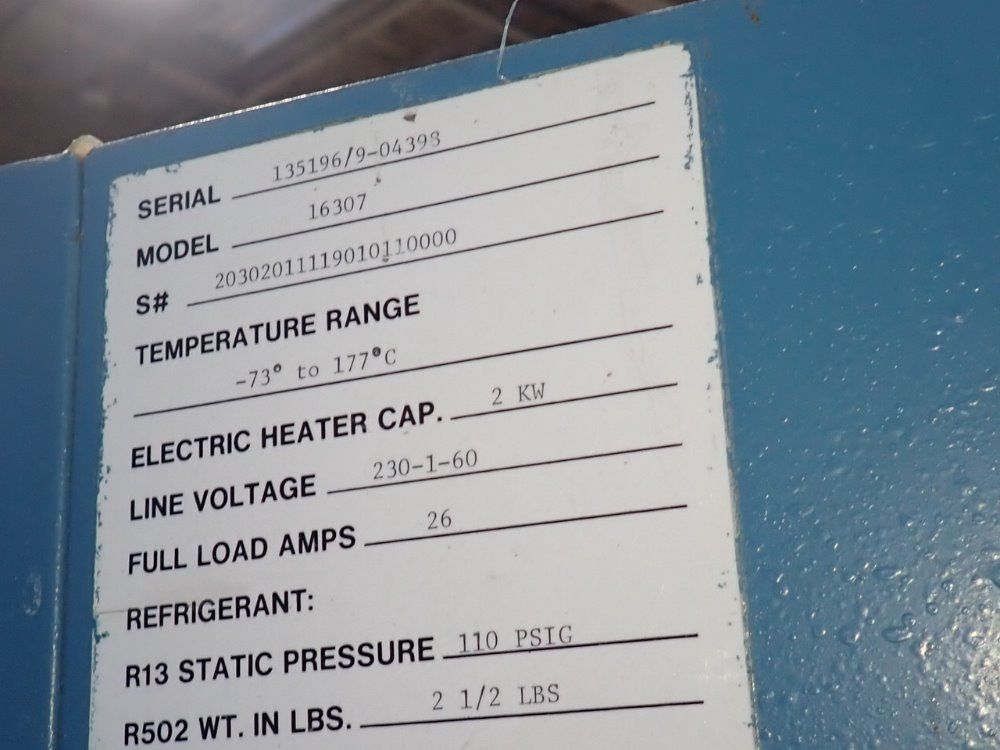 SERIAL 135196/9-04398
MODEL 16307
S# 20302011119010110000
TEMPERATURE RANGE
-73° to 177°C
ELECTRIC HEATER CAP. 2 KW
LINE VOLTAGE 230-1-60
FULL LOAD AMPS 26
REFRIGERANT:
R13 STATIC PRESSURE 110 PSIG
R502 WT. IN LBS. 2 1/2 LBS